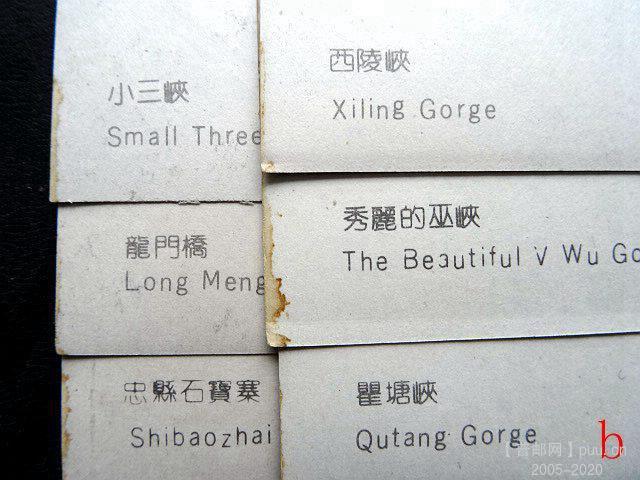 小三峽
Small Three
龍門橋
Long Meng
忠縣石寶寨
Shibaozhai
西陵峽
Xiling Gorge
秀麗的巫峽
The Beautiful V Wu Go
瞿塘峽
Qutang Gorge
b
2005-2020